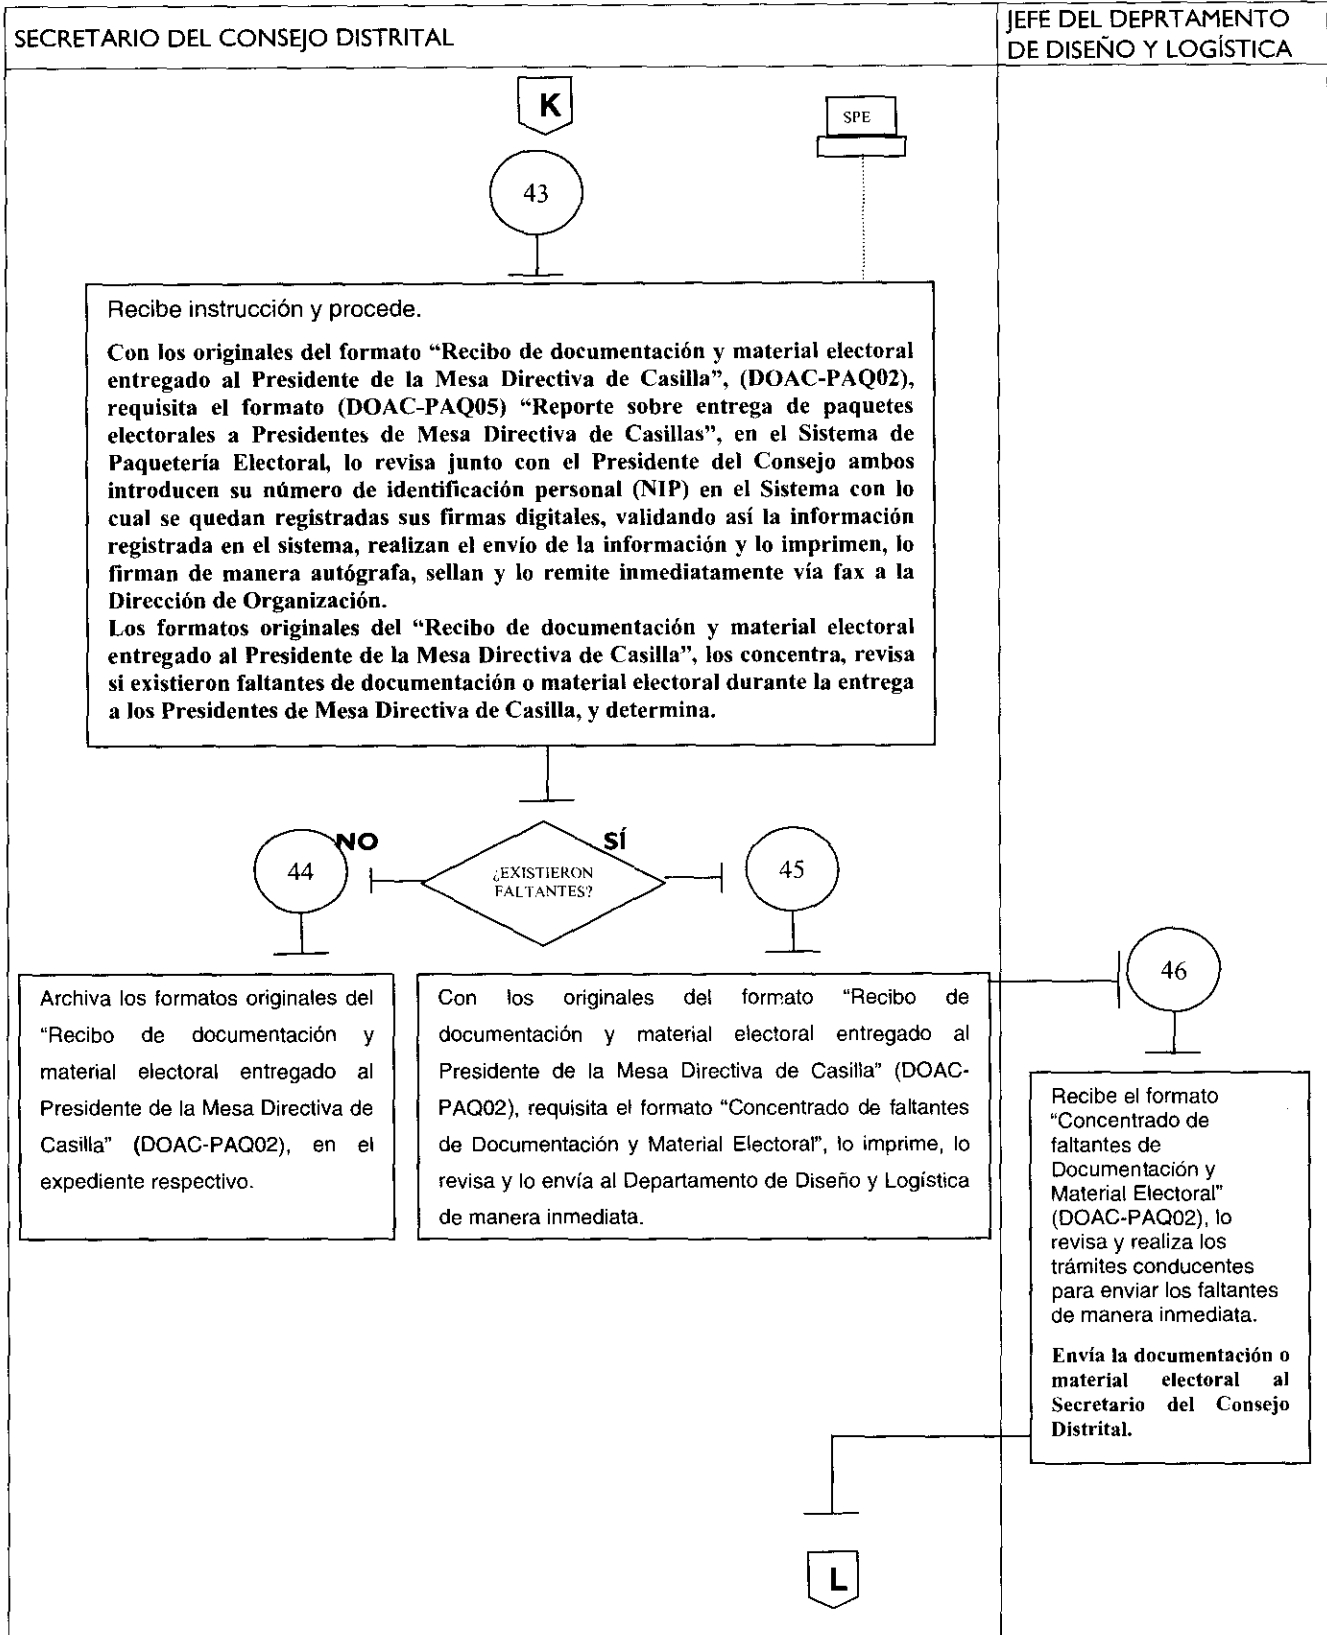 SECRETARIO DEL CONSEJO DISTRITAL
JEFE DEL DEPRTAMENTO
DE DISEÑO Y LOGÍSTICA
K
SPE
43
Recibe instrucción y procede.
Con los originales del formato “Recibo de documentación y material electoral
entregado al Presidente de la Mesa Directiva de Casilla”, (DOAC-PAQ02),
requisita el formato (DOAC-PAQ05) “Reporte sobre entrega de paquetes
electorales a Presidentes de Mesa Directiva de Casillas”, en el Sistema de
Paquetería Electoral, lo revisa junto con el Presidente del Consejo ambos
introducen su número de identificación personal (NIP) en el Sistema con lo
cual se quedan registradas sus firmas digitales, validando así la información
registrada en el sistema, realizan el envío de la información y lo imprimen, lo
firman de manera autógrafa, sellan y lo remite inmediatamente vía fax a la
Dirección de Organización.
Los formatos originales del “Recibo de documentación y material electoral
entregado al Presidente de la Mesa Directiva de Casilla”, los concentra, revisa
si existieron faltantes de documentación o material electoral durante la entrega
a los Presidentes de Mesa Directiva de Casilla, y determina.
44
NO
¿EXISTIERON
FALTANTES?
SÍ
45
Archiva los formatos originales del
“Recibo de documentación y
material electoral entregado al
Presidente de la Mesa Directiva de
Casilla” (DOAC-PAQ02), en el
expediente respectivo.
Con los originales del formato “Recibo de
documentación y material electoral entregado al
Presidente de la Mesa Directiva de Casilla” (DOAC-
PAQ02), requisita el formato “Concentrado de faltantes
de Documentación y Material Electoral”, lo imprime, lo
revisa y lo envía al Departamento de Diseño y Logística
de manera inmediata.
46
Recibe el formato
“Concentrado de
faltantes de
Documentación y
Material Electoral”
(DOAC-PAQ02), lo
revisa y realiza los
trámites conducentes
para enviar los faltantes
de manera inmediata.
Envía la documentación o
material electoral al
Secretario del Consejo
Distrital.
L